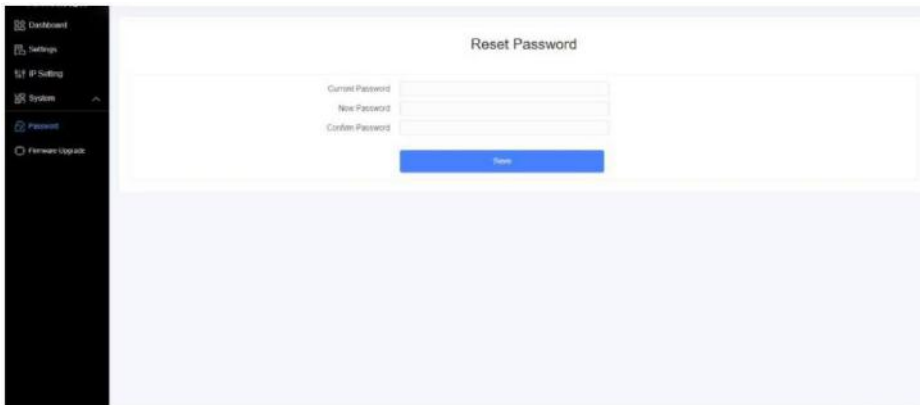 Dashboard
Settings
IP Setting
System
Password
Firmware Upgrade
Reset Password
Current Password
New Password
Confirm Password
Save